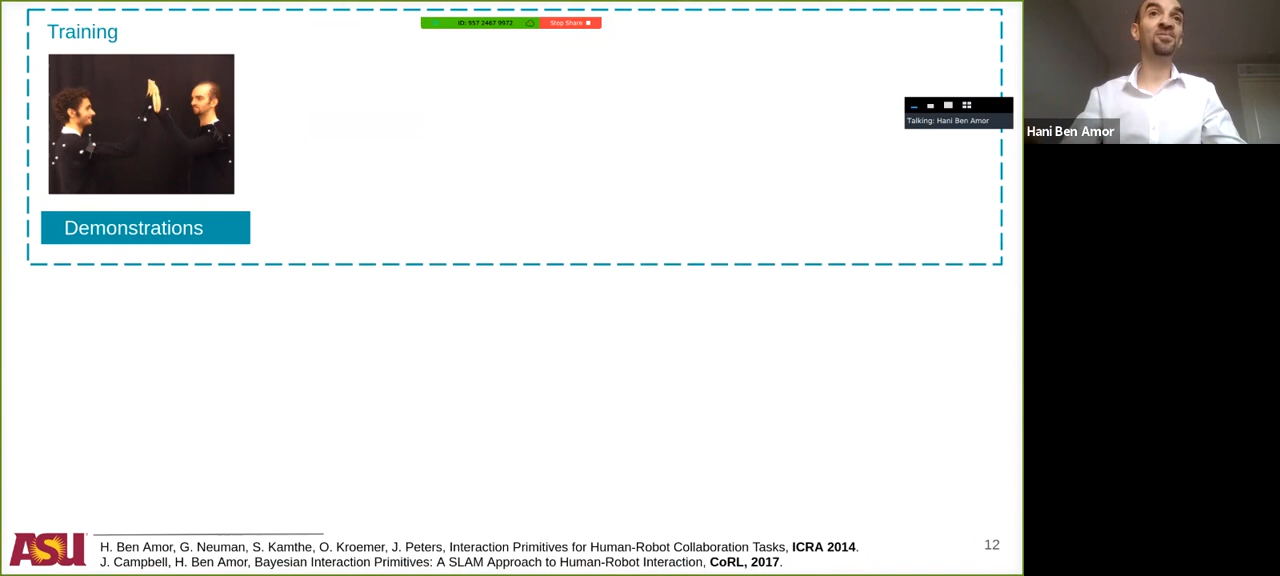 Training
ID: 957 2467 9972
Stop Share
Talking: Hani Ben Amor
Hani Ben Amor
Demonstrations
ASU
H. Ben Amor, G. Neuman, S. Kamthe, O. Kroemer, J. Peters, Interaction Primitives for Human-Robot Collaboration Tasks, ICRA 2014.
J. Campbell, H. Ben Amor, Bayesian Interaction Primitives: A SLAM Approach to Human-Robot Interaction, CoRL, 2017.
12